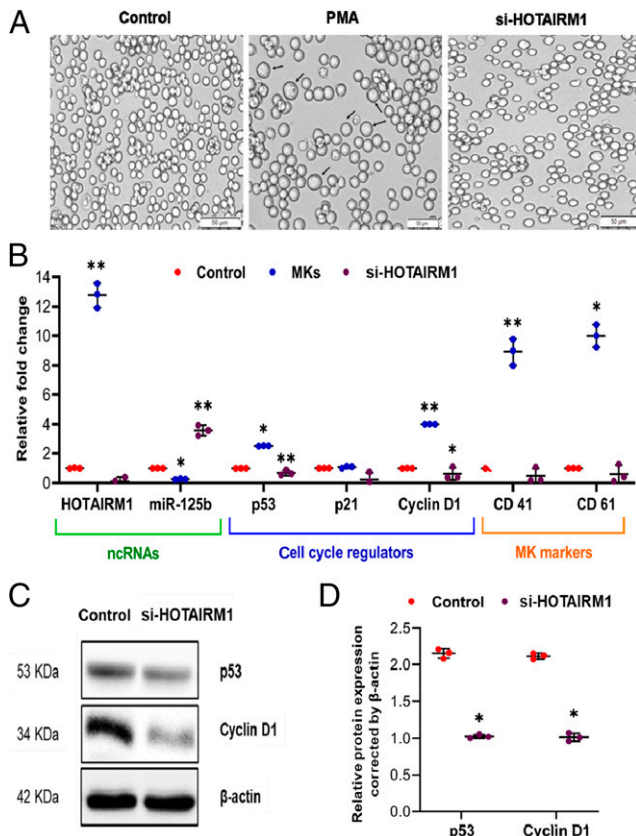 A
Control
PMA
si-HOTAIRM1
50 µm
50 µm
50 µm
B
Relative fold change
14
12
10
8
6
4
2
0
Control
MKs
si-HOTAIRM1
**
*
**
*
**
**
*
**
*
HOTAIRM1
miR-125b
p53
p21
Cyclin D1
CD 41
CD 61
ncRNAs
Cell cycle regulators
MK markers
C
Control
si-HOTAIRM1
53 KDa
p53
34 KDa
Cyclin D1
42 KDa
β-actin
D
Control
si-HOTAIRM1
Relative protein expression
corrected by β-actin
2.5
2.0
1.5
1.0
0.5
0.0
*
*
p53
Cyclin D1